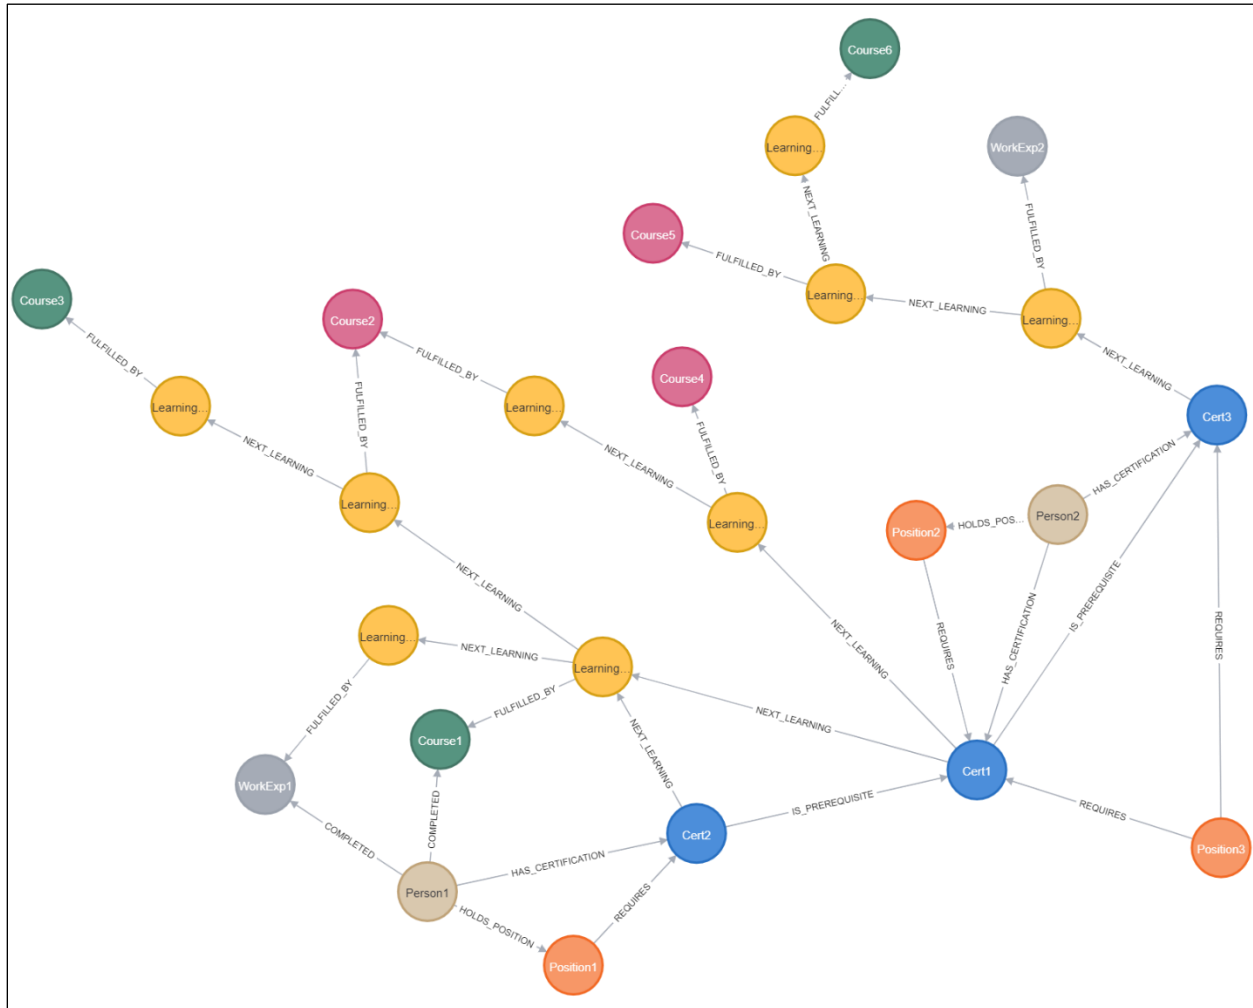 Course6
FULFILL...
Learning...
WorkExp2
NEXT_LEARNING
Course5
FULFILLED_BY
FULFILLED_BY
Learning...
NEXT_LEARNING
Learning...
Course3
Course2
FULFILLED_BY
FULFILLED_BY
FULFILLED_BY
Course4
NEXT_LEARNING
Learning...
Learning...
Cert3
NEXT_LEARNING
NEXT_LEARNING
FULFILLED_BY
HAS_CERTIFICATION
Learning...
Learning...
Position2
HOLDS_POS...
Person2
NEXT_LEARNING
IS_PREREQUISITE
REQUIRES
HAS_CERTIFICATION
REQUIRES
Learning...
NEXT_LEARNING
Learning...
NEXT_LEARNING
FULFILLED_BY
FULFILLED_BY
NEXT_LEARNING
Course1
NEXT_LEARNING
WorkExp1
Cert1
COMPLETED
COMPLETED
IS_PREREQUISITE
REQUIRES
Cert2
Position3
HAS_CERTIFICATION
Person1
REQUIRES
HOLDS_POSITION
Position1